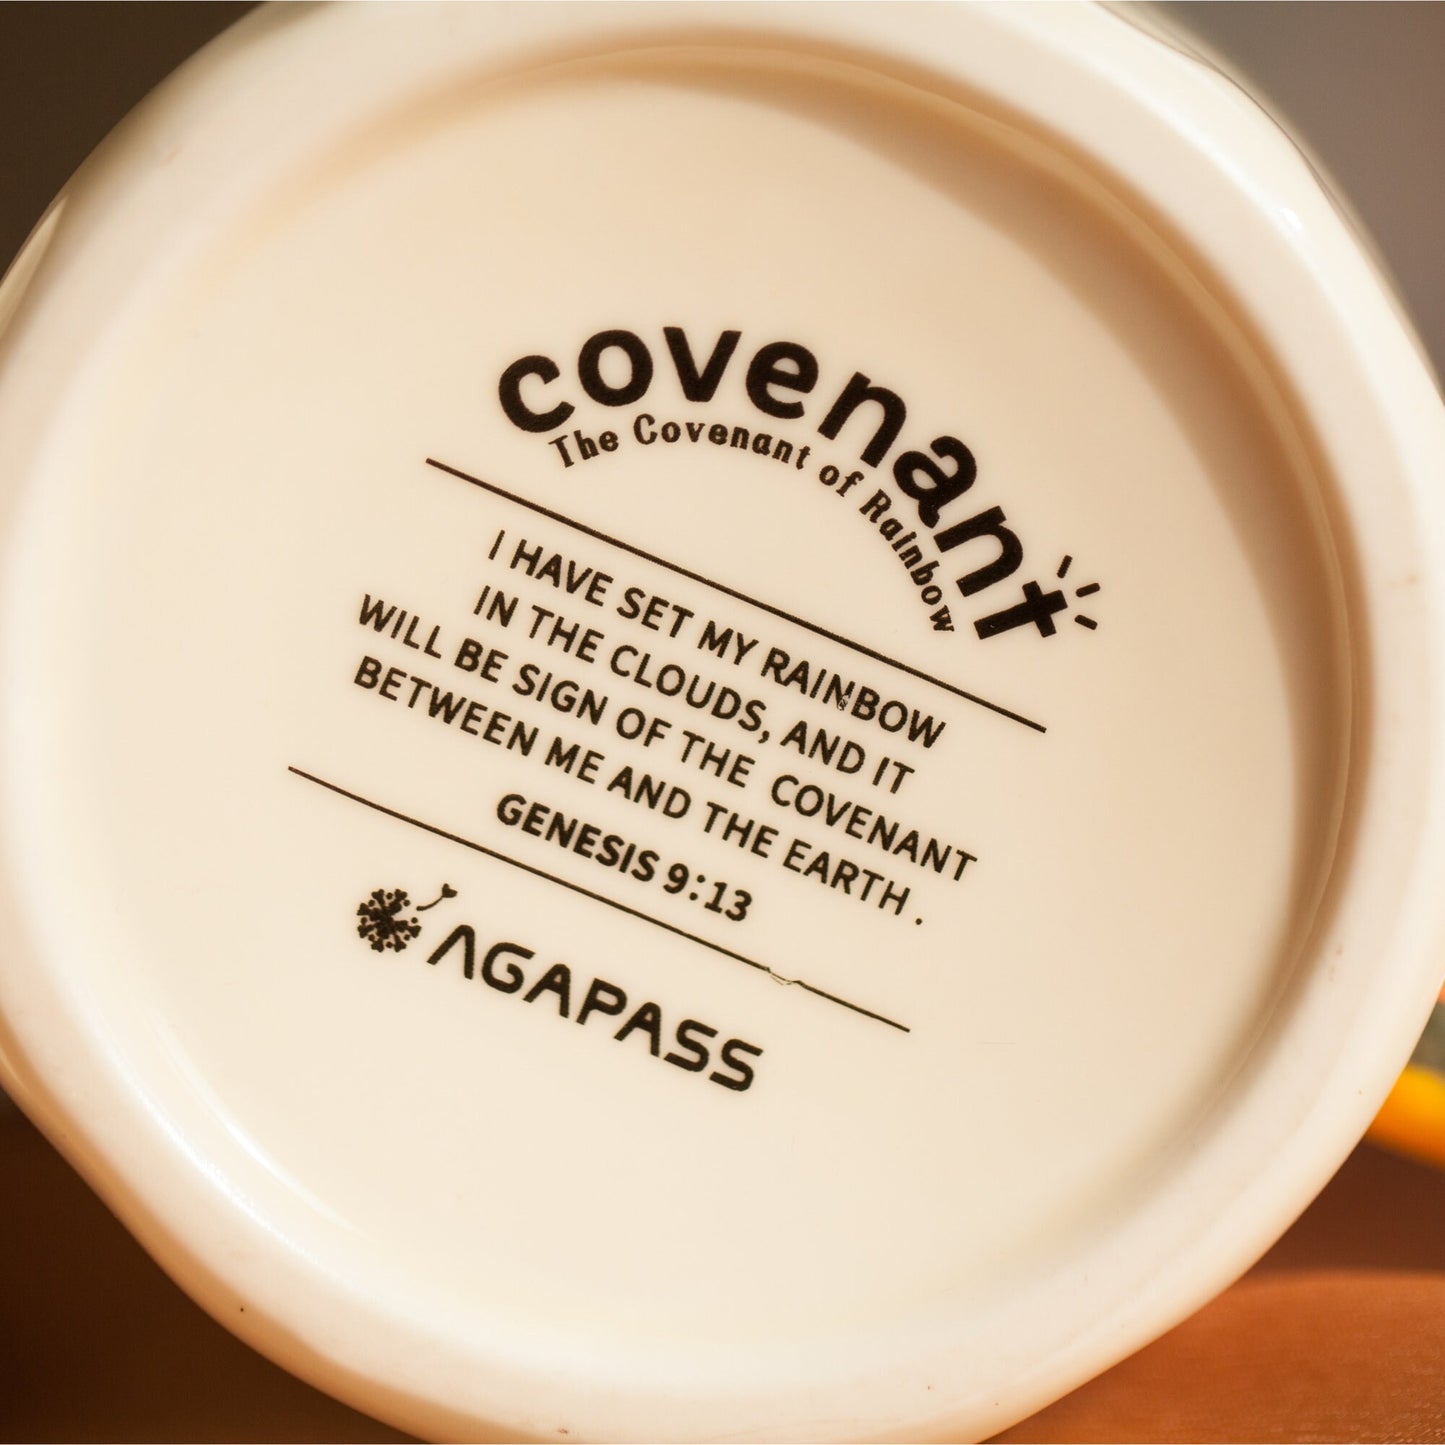 covenant
The Covenant of Rainbow
I HAVE SET MY RAINBOW
IN THE CLOUDS, AND IT
WILL BE SIGN OF THE COVENANT
BETWEEN ME AND THE EARTH .
GENESIS 9:13
AGAPASS